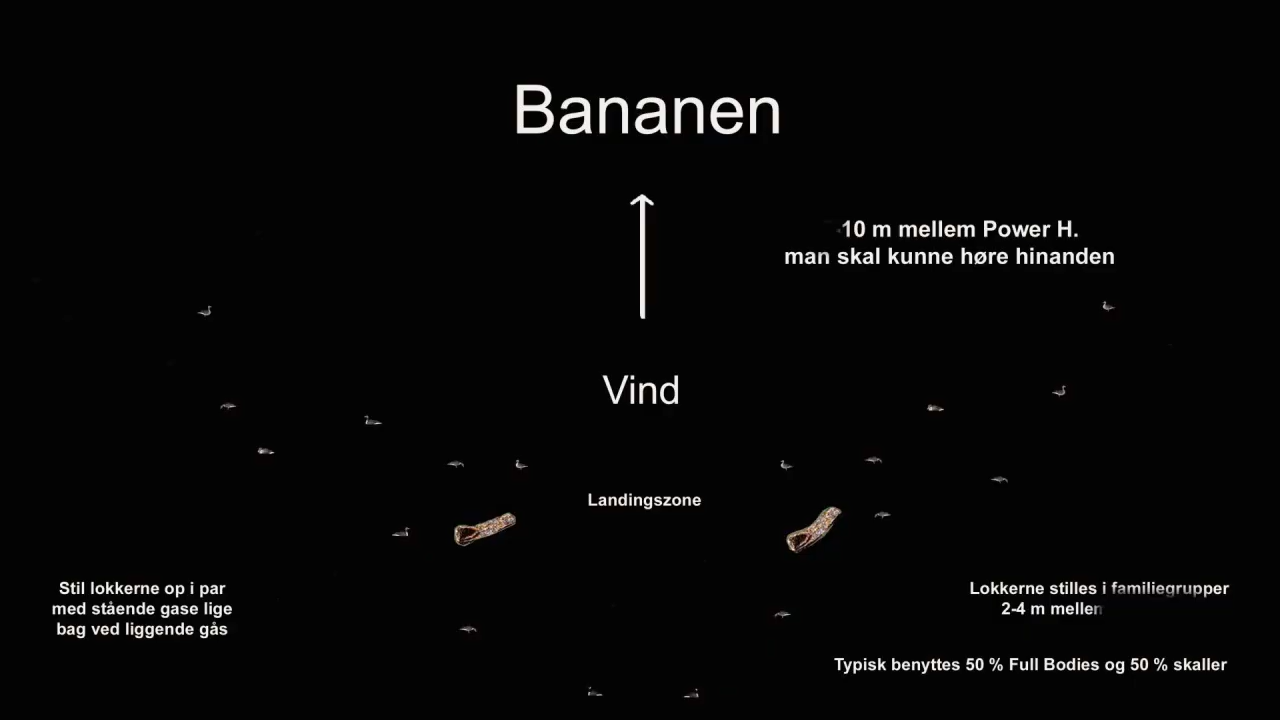 Bananen
10 m mellem Power H.
man skal kunne høre hinanden
Vind
Landingszone
Stil lokkerne op i par
med stående gase lige
bag ved liggende gås
Lokkerne stilles i familiegrupper
2-4 m mellem
Typisk benyttes 50 % Full Bodies og 50 % skaller